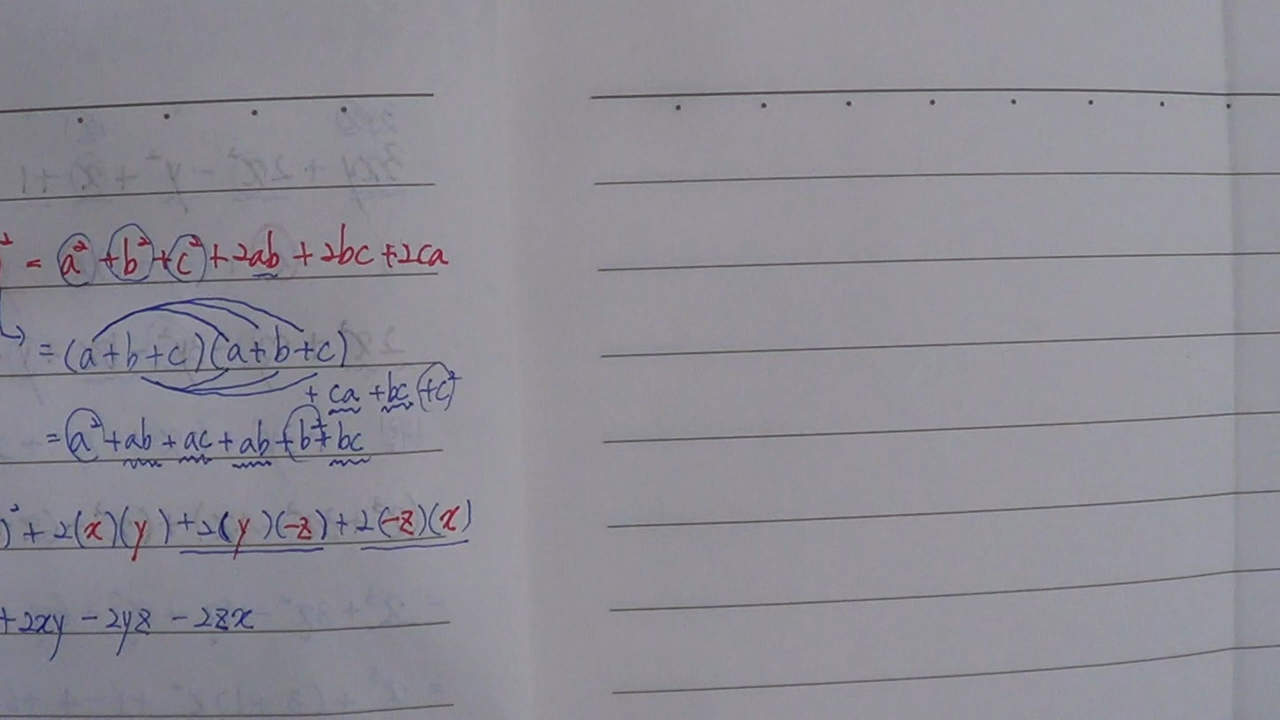 ² = a² + b² + c² + 2ab + 2bc + 2ca
= (a+b+c)(a+b+c)
+ ca + bc + c²
= a² + ab + ac + ab + b² + bc
)² + 2(x)(y) + 2(y)(-z) + 2(-z)(x)
+2xy - 2yz - 2zx